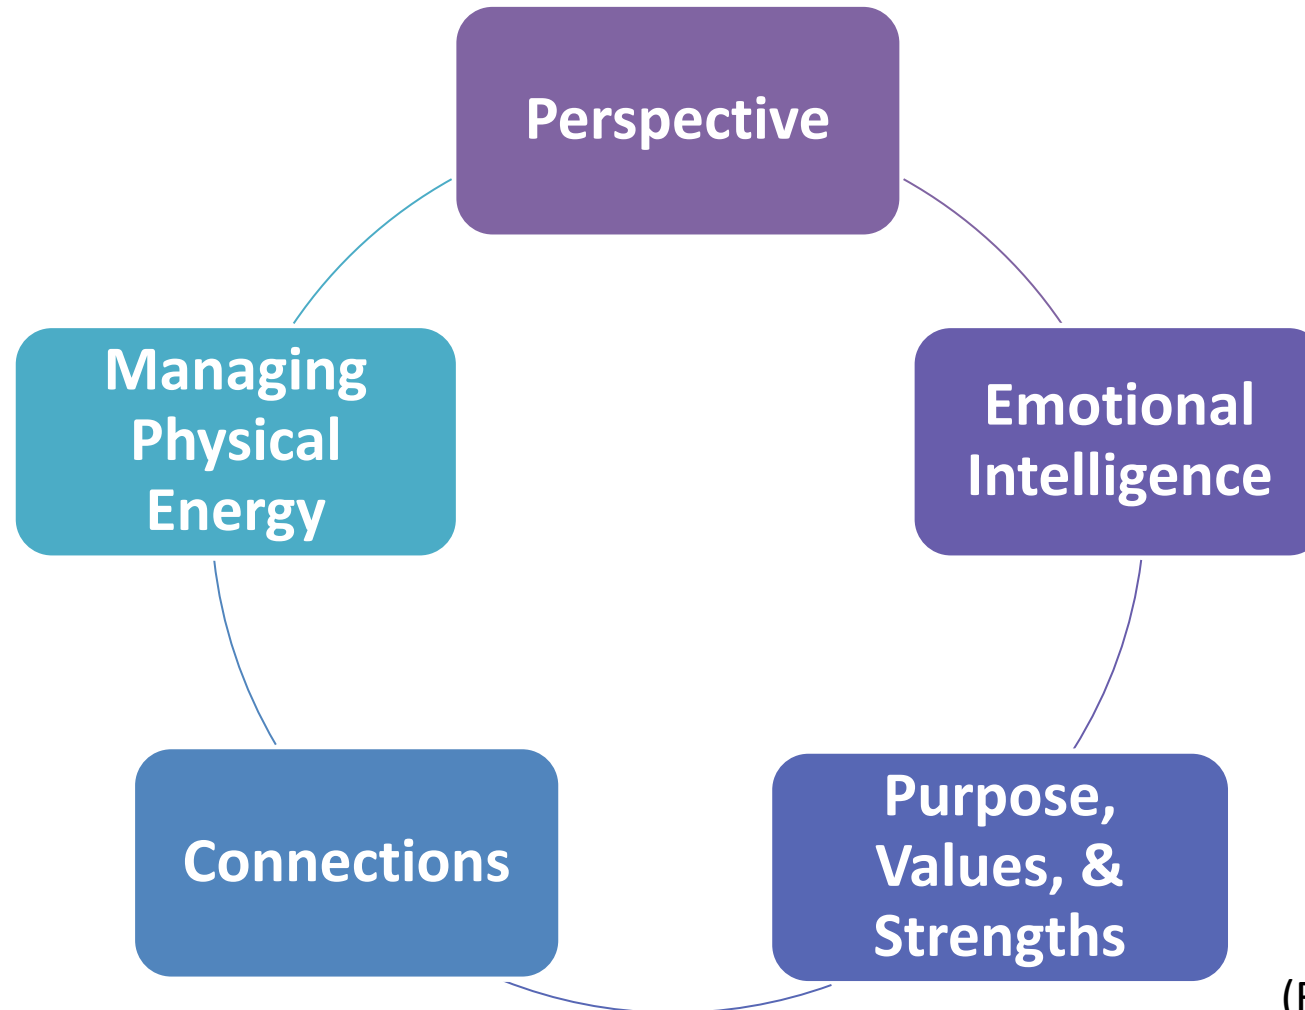 Perspective
Emotional
Intelligence
Purpose,
Values, &
Strengths
Connections
Managing
Physical
Energy